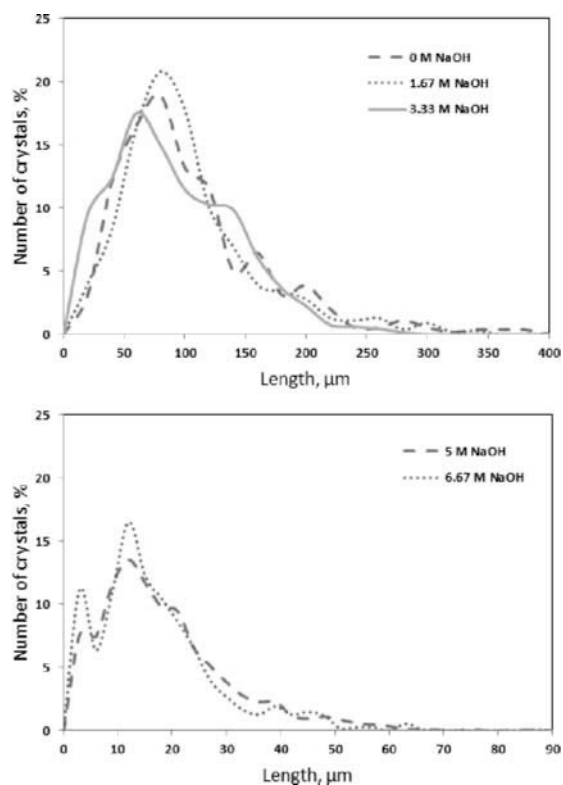 25
20
15
10
5
0
Number of crystals, %
0 M NaOH
1.67 M NaOH
3.33 M NaOH
0 50 100 150 200 250 300 350 400
Length, µm
25
20
15
10
5
0
Number of crystals, %
5 M NaOH
6.67 M NaOH
0 10 20 30 40 50 60 70 80 90
Length, µm